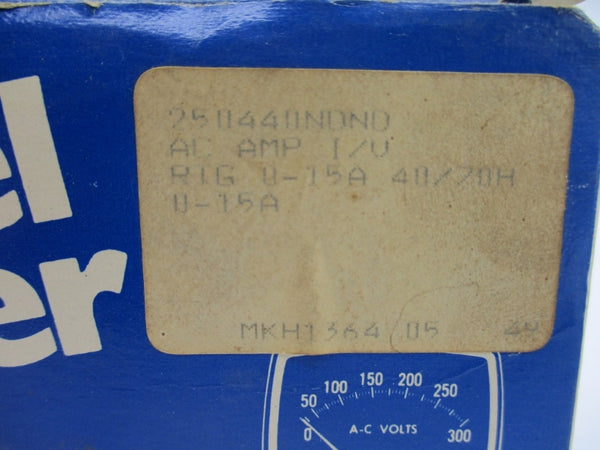 el
er
250440NDND
AC AMP I/V
RIG 0-15A 40/70H
0-15A
MKH1364 05
0 50 100 150 200 250 300
A-C VOLTS